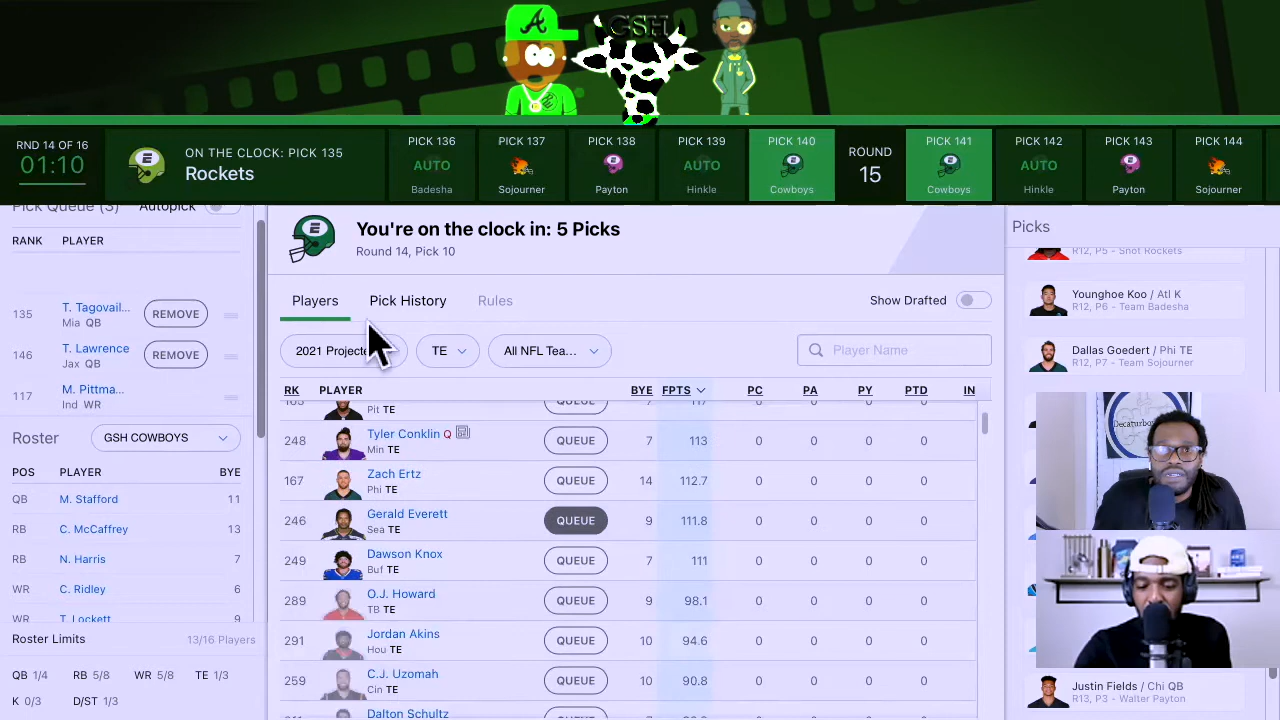 GSH
RND 14 OF 16
01:10
ON THE CLOCK: PICK 135
Rockets
PICK 136
AUTO
Badesha
PICK 137
Sojourner
PICK 138
Payton
PICK 139
AUTO
Hinkle
PICK 140
Cowboys
ROUND
15
PICK 141
Cowboys
PICK 142
AUTO
Hinkle
PICK 143
Payton
PICK 144
Sojourner
Pick Queue (3) Autopick
RANK PLAYER
135 T. Tagovail... REMOVE
Mia QB
146 T. Lawrence REMOVE
Jax QB
117 M. Pittma...
Ind WR
Roster GSH COWBOYS
POS PLAYER BYE
QB M. Stafford 11
RB C. McCaffrey 13
RB N. Harris 7
WR C. Ridley 6
WR T. Lockett 9
Roster Limits 13/16 Players
QB 1/4 RB 5/8 WR 5/8 TE 1/3
K 0/3 D/ST 1/3
You're on the clock in: 5 Picks
Round 14, Pick 10
Players Pick History Rules Show Drafted
2021 Project TE All NFL Tea... Player Name
RK PLAYER BYE FPTS PC PA PY PTD IN
Pit TE QUEUE 7 117 0 0 0 0
248 Tyler Conklin Q QUEUE 7 113 0 0 0 0
Min TE
167 Zach Ertz QUEUE 14 112.7 0 0 0 0
Phi TE
246 Gerald Everett QUEUE 9 111.8 0 0 0 0
Sea TE
249 Dawson Knox QUEUE 7 111 0 0 0 0
Buf TE
289 O.J. Howard QUEUE 9 98.1 0 0 0 0
TB TE
291 Jordan Akins QUEUE 10 94.6 0 0 0 0
Hou TE
259 C.J. Uzomah QUEUE 10 90.8 0 0 0 0
Cin TE
Dalton Schultz
Picks
R12, P5 - Shot Rockets
Younghoe Koo / Atl K
R12, P6 - Team Badesha
Dallas Goedert / Phi TE
R12, P7 - Team Sojourner
Justin Fields / Chi QB
R13, P3 - Walter Payton